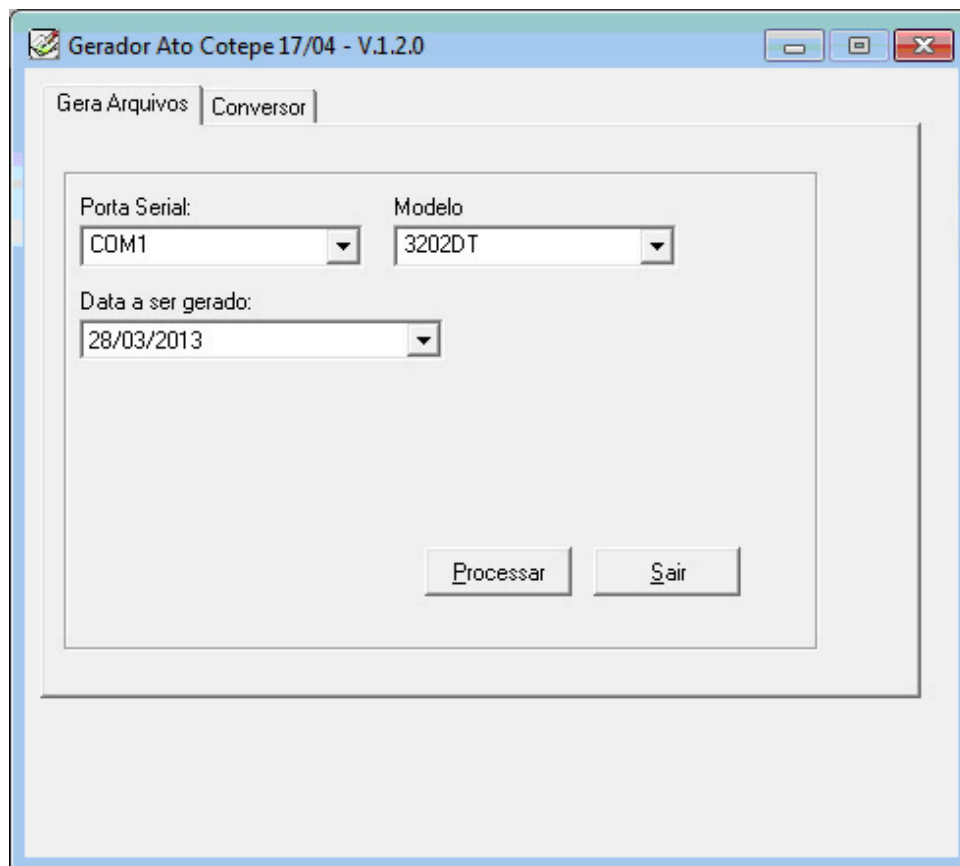 Gerador Ato Cotepe 17/04 - V.1.2.0
Gera Arquivos Conversor
Porta Serial: Modelo
COM1 3202DT
Data a ser gerado:
28/03/2013
Processar Sair